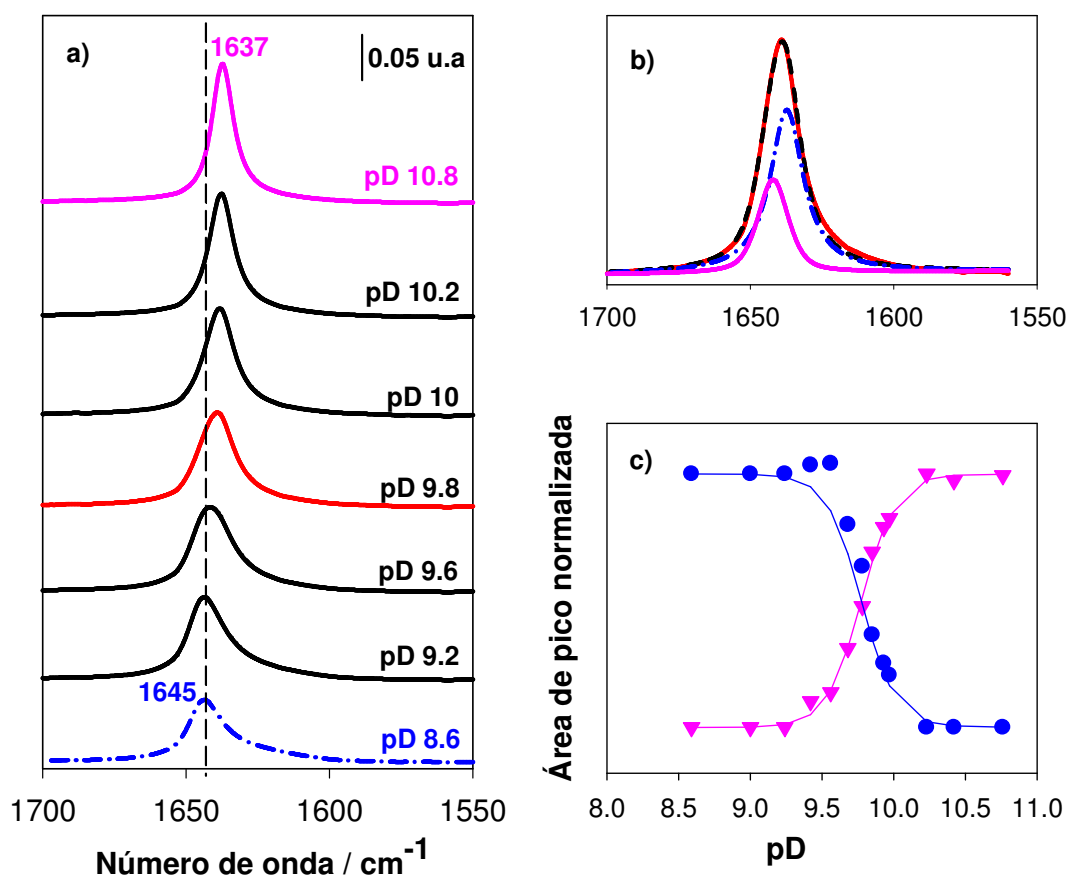 a)
1637
0.05 u.a
pD 10.8
pD 10.2
pD 10
pD 9.8
pD 9.6
pD 9.2
1645
pD 8.6
1700
1650
1600
1550
Número de onda / cm-1
b)
1700
1650
1600
1550
c)
Área de pico normalizada
8.0
8.5
9.0
9.5
10.0
10.5
11.0
pD